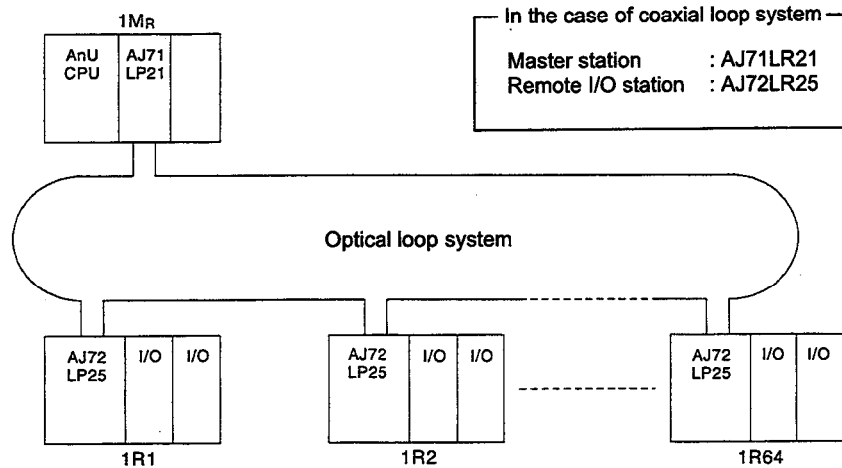 1MR
AnU
CPU
AJ71
LP21
In the case of coaxial loop system
Master station : AJ71LR21
Remote I/O station : AJ72LR25
Optical loop system
AJ72
LP25
I/O
I/O
1R1
AJ72
LP25
I/O
I/O
1R2
AJ72
LP25
I/O
I/O
1R64